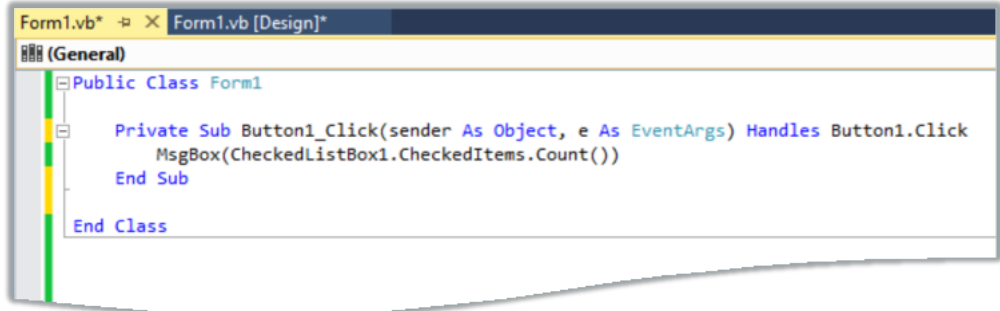 Form1.vb* Form1.vb [Design]*
(General)
Public Class Form1
Private Sub Button1_Click(sender As Object, e As EventArgs) Handles Button1.Click
MsgBox(CheckedListBox1.CheckedItems.Count())
End Sub
End Class